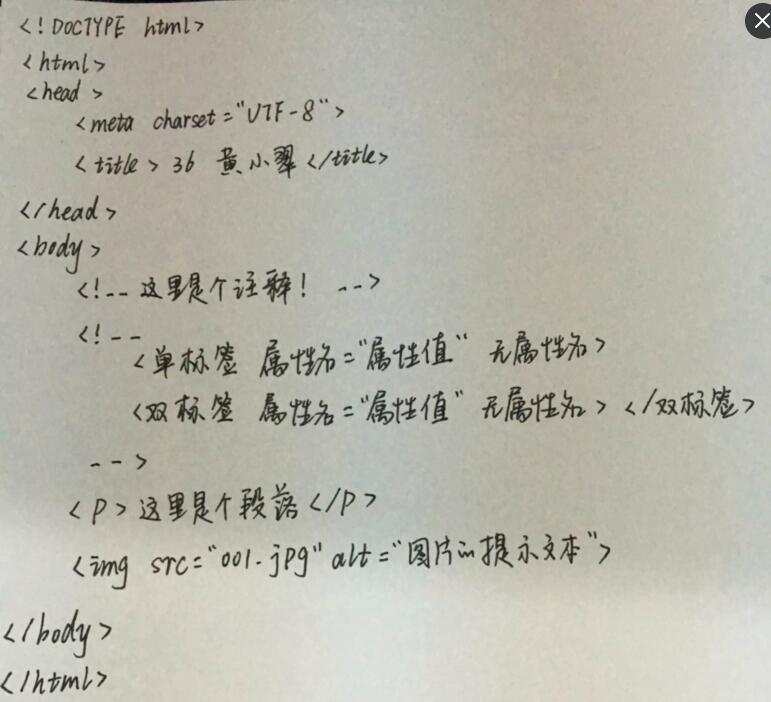 <!DOCTYPE html>
<html>
<head>
<meta charset="UTF-8">
<title>36 黄小翠</title>
</head>
<body>
<!-- 这里是个注释! -->
<!--
<单标签 属性名="属性值" 无属性名>
<双标签 属性名="属性值" 无属性名></双标签>
-->
<P>这里是个段落</P>
<img src="001.jpg" alt="图片的提示文本">
</body>
</html>